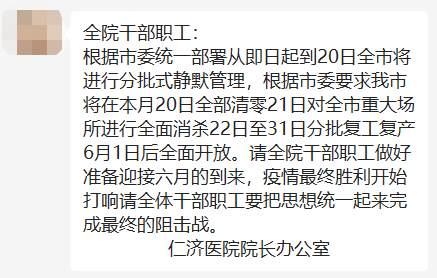 全院干部职工：
根据市委统一部署从即日起到20日全市将
进行分批式静默管理，根据市委要求我市
将在本月20日全部清零21日对全市重大场
所进行全面消杀22日至31日分批复工复产
6月1日后全面开放。请全院干部职工做好
准备迎接六月的到来，疫情最终胜利开始
打响请全体干部职工要把思想统一起来完
成最终的阻击战。
仁济医院院长办公室